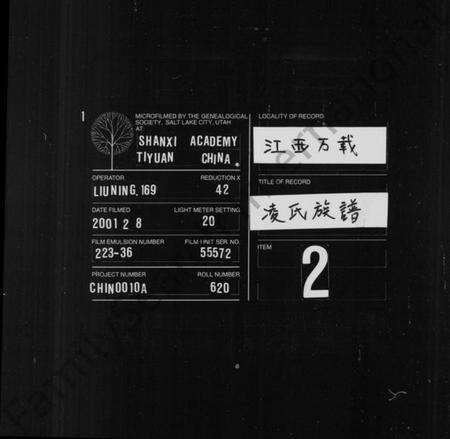 1
MICROFILMED BY THE GENEALOGICAL
SOCIETY, SALT LAKE CITY, UTAH
AT
SHANXI ACADEMY
TIYUAN CHINA.
OPERATOR
REDUCTION X
LIUNING, 169
42
DATE FILMED
LIGHT METER SETTING
2001 2 8
20
FILM EMULSION NUMBER
FILM UNIT SER. NO.
223-36
55572
PROJECT NUMBER
ROLL NUMBER
CHIN0010A
620
LOCALITY OF RECORD
江西万载
TITLE OF RECORD
凌氏族譜
ITEM
2